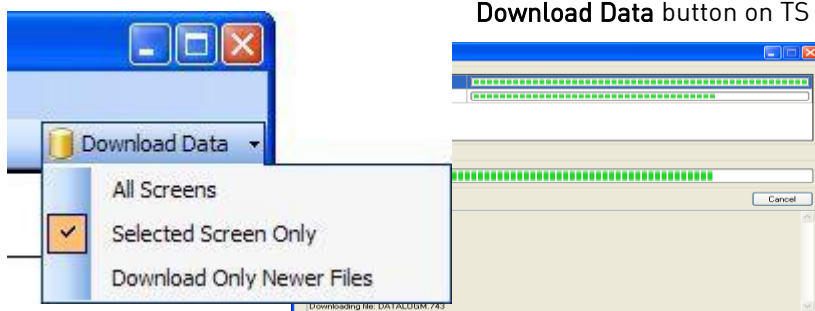 Download Data button on TS
Download Data
All Screens
Selected Screen Only
Download Only Newer Files
Cancel
Downloading file: DATALOGM.743